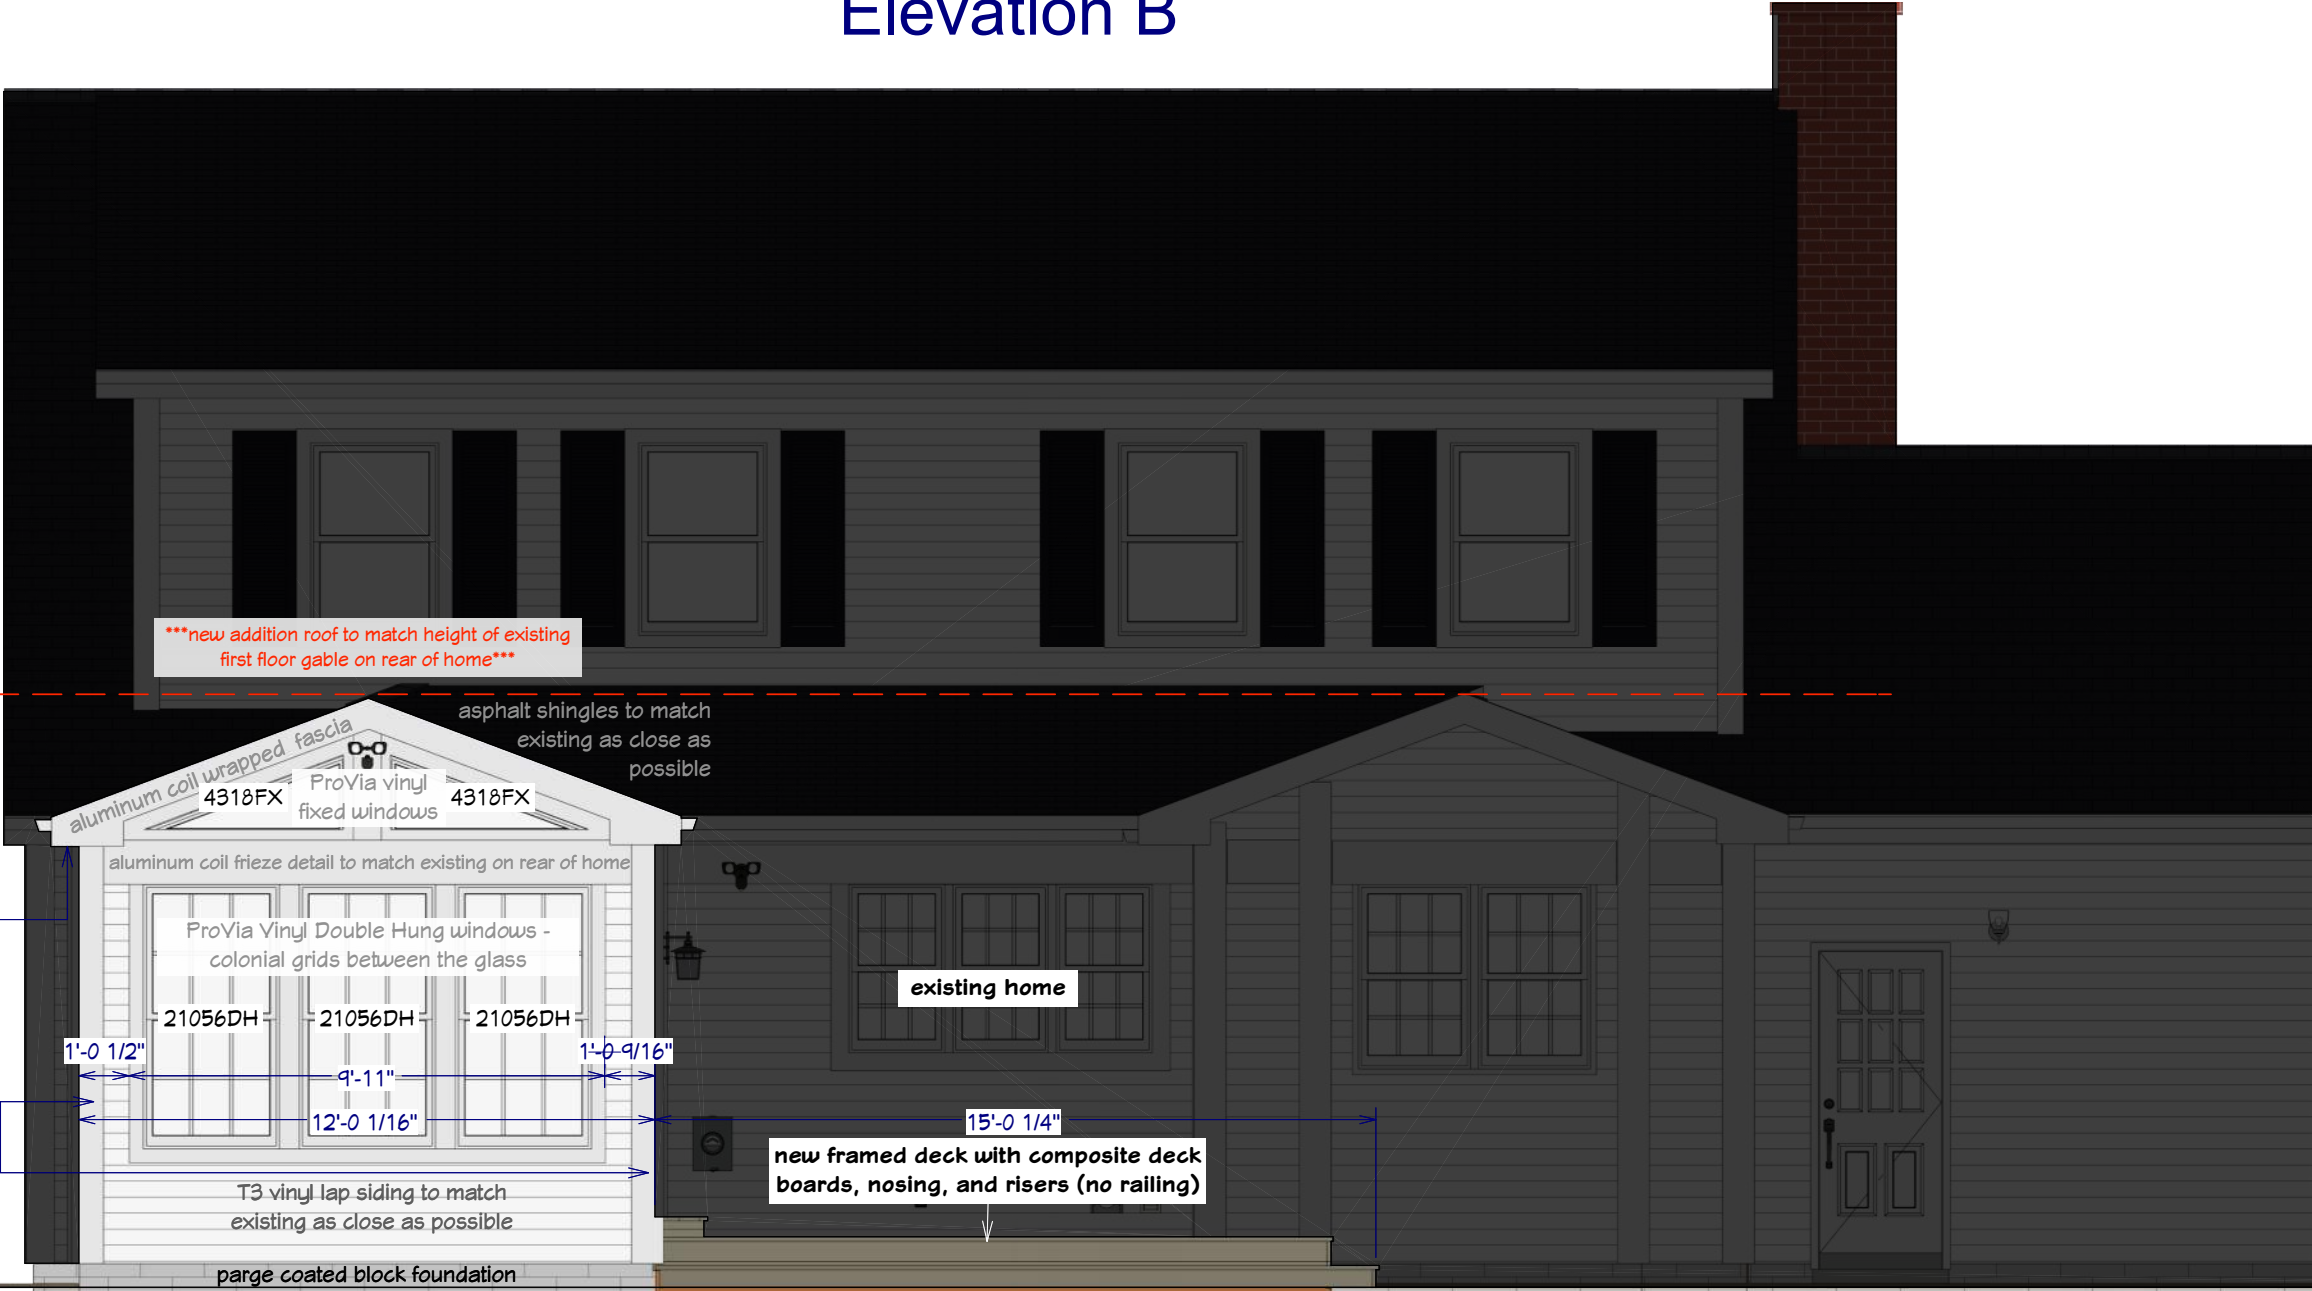 Elevation B
***new addition roof to match height of existing
first floor gable on rear of home***
asphalt shingles to match
existing as close as
possible
aluminum coil wrapped fascia
4318FX
ProVia vinyl
fixed windows
4318FX
aluminum coil frieze detail to match existing on rear of home
ProVia Vinyl Double Hung windows -
colonial grids between the glass
existing home
21056DH
21056DH
21056DH
1'-0 1/2"
1'-0 9/16"
9'-11"
12'-0 1/16"
15'-0 1/4"
new framed deck with composite deck
boards, nosing, and risers (no railing)
T3 vinyl lap siding to match
existing as close as possible
parge coated block foundation